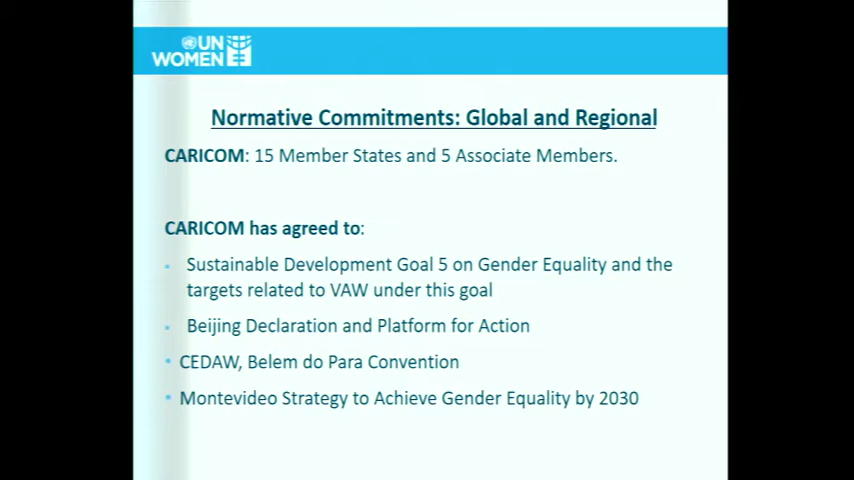 UN
WOMEN
Normative Commitments: Global and Regional
CARICOM: 15 Member States and 5 Associate Members.
CARICOM has agreed to:
Sustainable Development Goal 5 on Gender Equality and the
targets related to VAW under this goal
Beijing Declaration and Platform for Action
CEDAW, Belem do Para Convention
Montevideo Strategy to Achieve Gender Equality by 2030